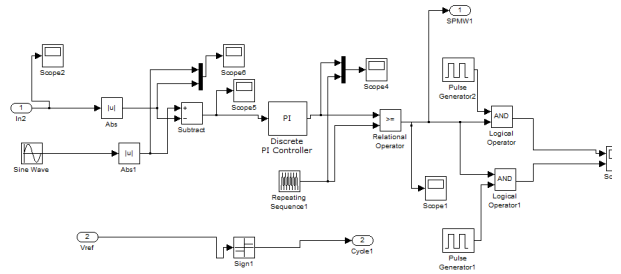 1
SPMW1
Scope2
Scope6
Scope5
Scope4
Pulse
Generator2
1
In2
|u|
Abs
+
−
Subtract
PI
Discrete
PI Controller
>=
Relational
Operator
AND
Logical
Operator
Sine Wave
|u|
Abs1
Repeating
Sequence1
Scope1
AND
Logical
Operator1
Sc
2
Vref
Sign1
2
Cycle1
Pulse
Generator1